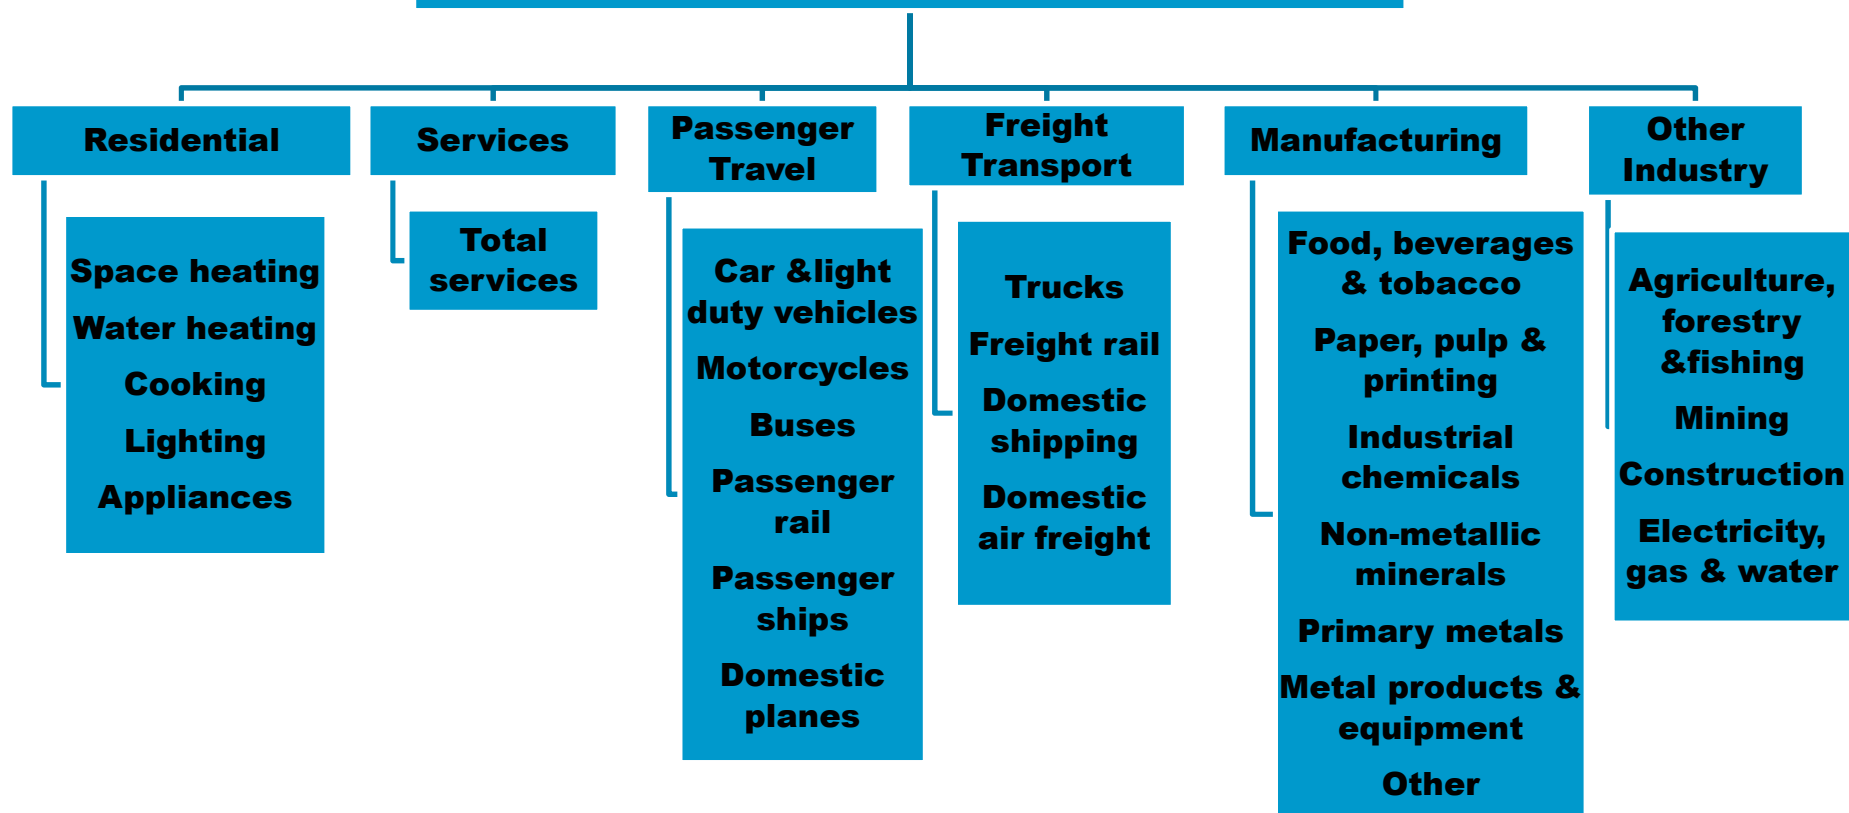 Residential
Space heating
Water heating
Cooking
Lighting
Appliances
Services
Total
services
Passenger
Travel
Car &light
duty vehicles
Motorcycles
Buses
Passenger
rail
Passenger
ships
Domestic
planes
Freight
Transport
Trucks
Freight rail
Domestic
shipping
Domestic
air freight
Manufacturing
Food, beverages
& tobacco
Paper, pulp &
printing
Industrial
chemicals
Non-metallic
minerals
Primary metals
Metal products &
equipment
Other
Other
Industry
Agriculture,
forestry
&fishing
Mining
Construction
Electricity,
gas & water